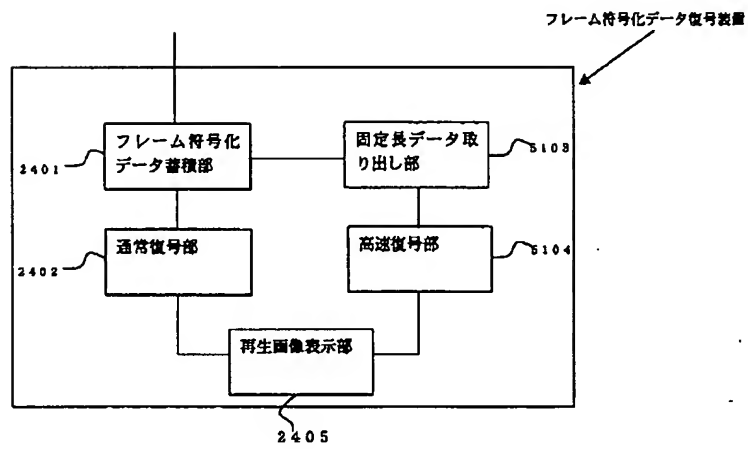 フレーム符号化データ復号装置
フレーム符号化
データ蓄積部
2401
固定長データ取
り出し部
5103
通常復号部
2402
高速復号部
5104
再生画像表示部
2405